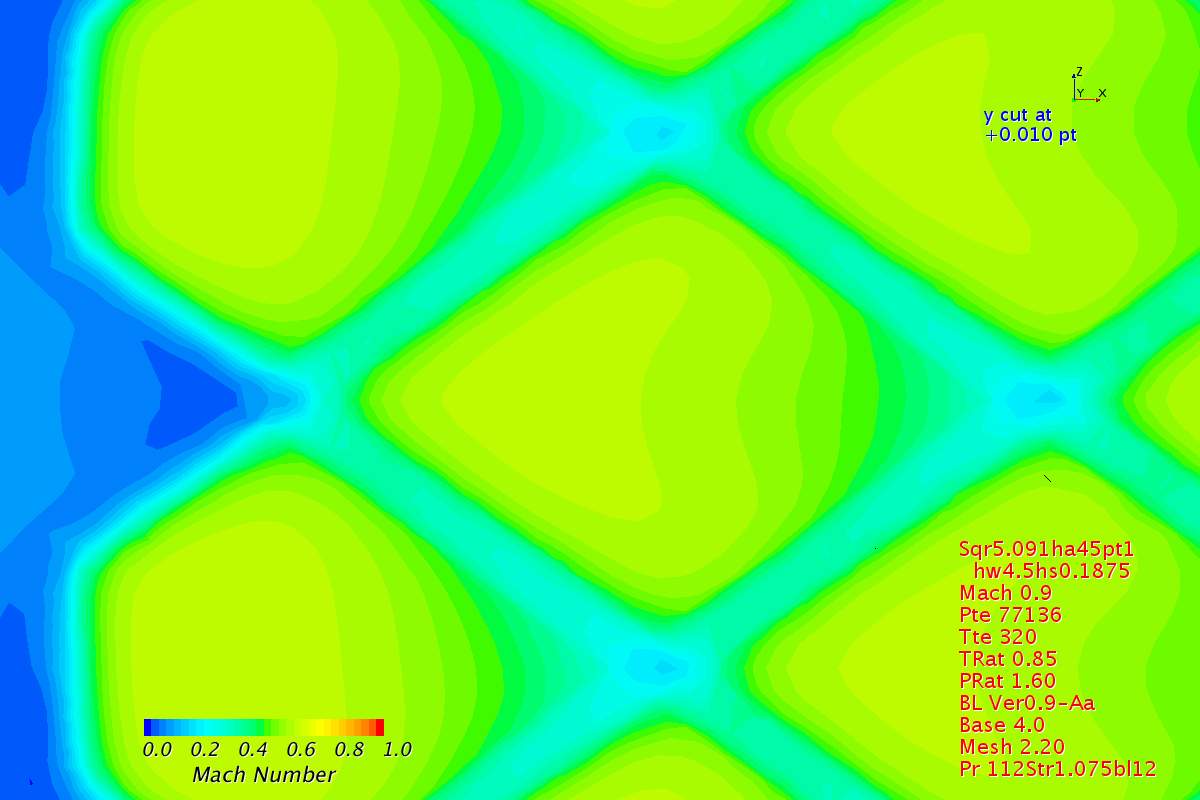 Z
Y X
y cut at
+0.010 pt
Sqr5.091ha45pt1
hw4.5hs0.1875
Mach 0.9
Pte 77136
Tte 320
TRat 0.85
PRat 1.60
BL Ver0.9-Aa
Base 4.0
Mesh 2.20
Pr 112Str1.075bl12
0.0 0.2 0.4 0.6 0.8 1.0
Mach Number